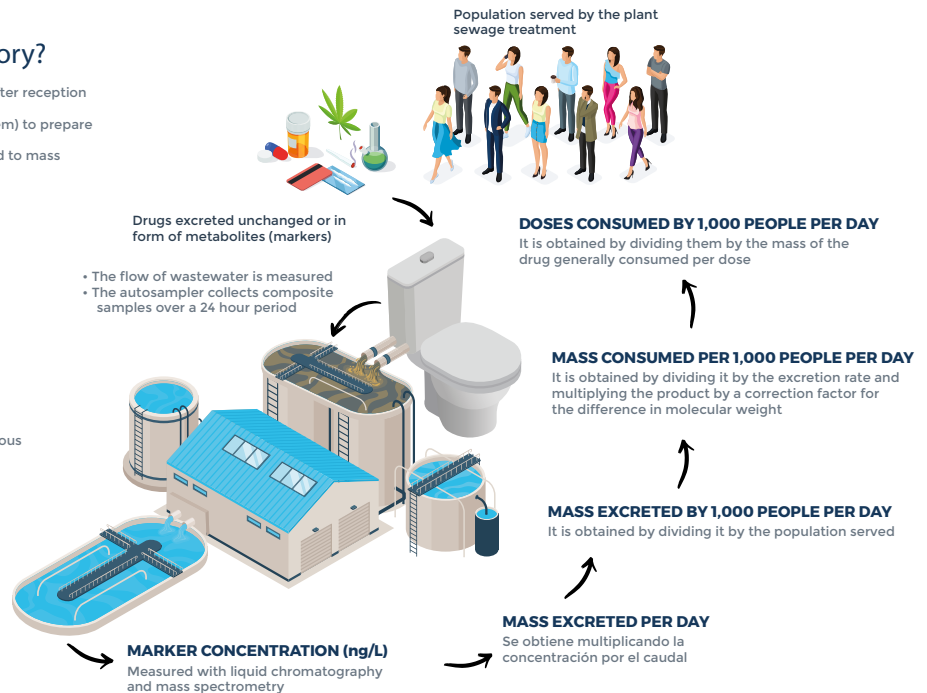 Population served by the plant
sewage treatment
ory?
ter reception
em) to prepare
d to mass
Drugs excreted unchanged or in
form of metabolites (markers)
• The flow of wastewater is measured
• The autosampler collects composite
samples over a 24 hour period
DOSES CONSUMED BY 1,000 PEOPLE PER DAY
It is obtained by dividing them by the mass of the
drug generally consumed per dose
MASS CONSUMED PER 1,000 PEOPLE PER DAY
It is obtained by dividing it by the excretion rate and
multiplying the product by a correction factor for
the difference in molecular weight
ous
MASS EXCRETED BY 1,000 PEOPLE PER DAY
It is obtained by dividing it by the population served
MASS EXCRETED PER DAY
Se obtiene multiplicando la
concentración por el caudal
MARKER CONCENTRATION (ng/L)
Measured with liquid chromatography
and mass spectrometry